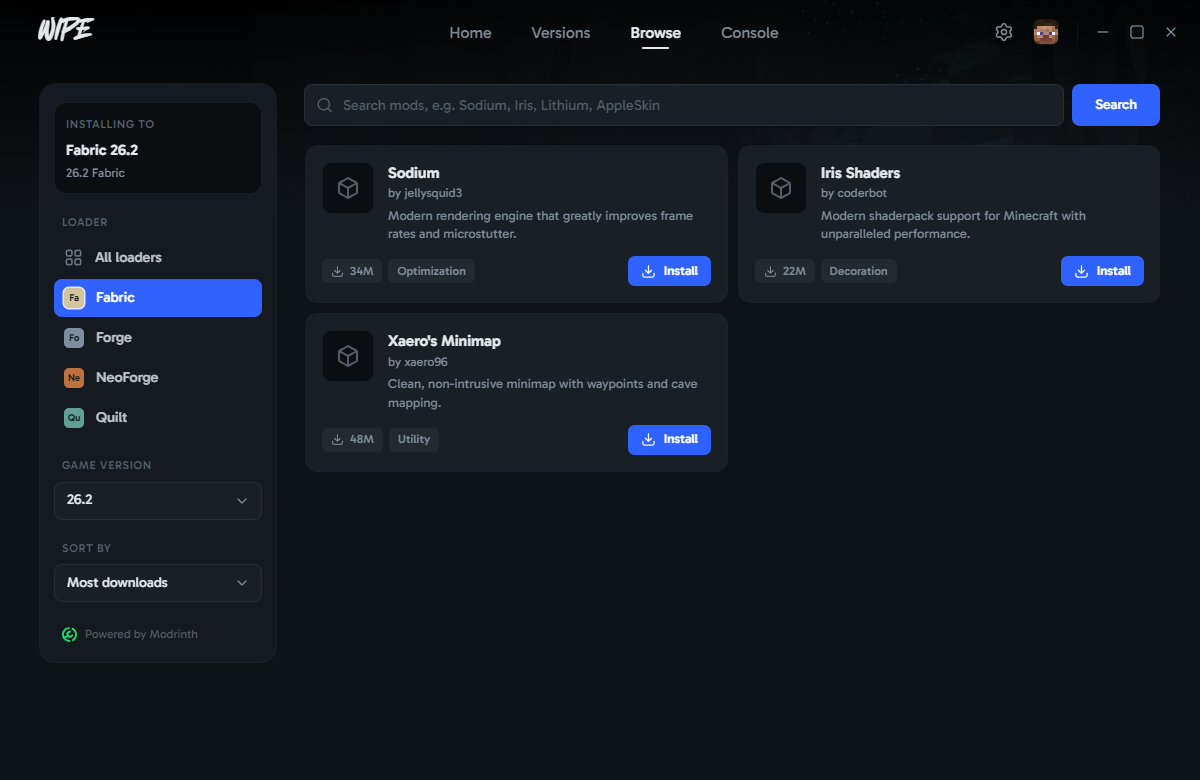 WIPE
Home
Versions
Browse
Console
INSTALLING TO
Fabric 26.2
26.2 Fabric
LOADER
All loaders
Fa Fabric
Fo Forge
Ne NeoForge
Qu Quilt
GAME VERSION
26.2
SORT BY
Most downloads
Powered by Modrinth
Search mods, e.g. Sodium, Iris, Lithium, AppleSkin
Search
Sodium
by jellysquid3
Modern rendering engine that greatly improves frame
rates and microstutter.
34M
Optimization
Install
Iris Shaders
by coderbot
Modern shaderpack support for Minecraft with
unparalleled performance.
22M
Decoration
Install
Xaero's Minimap
by xaero96
Clean, non-intrusive minimap with waypoints and cave
mapping.
48M
Utility
Install